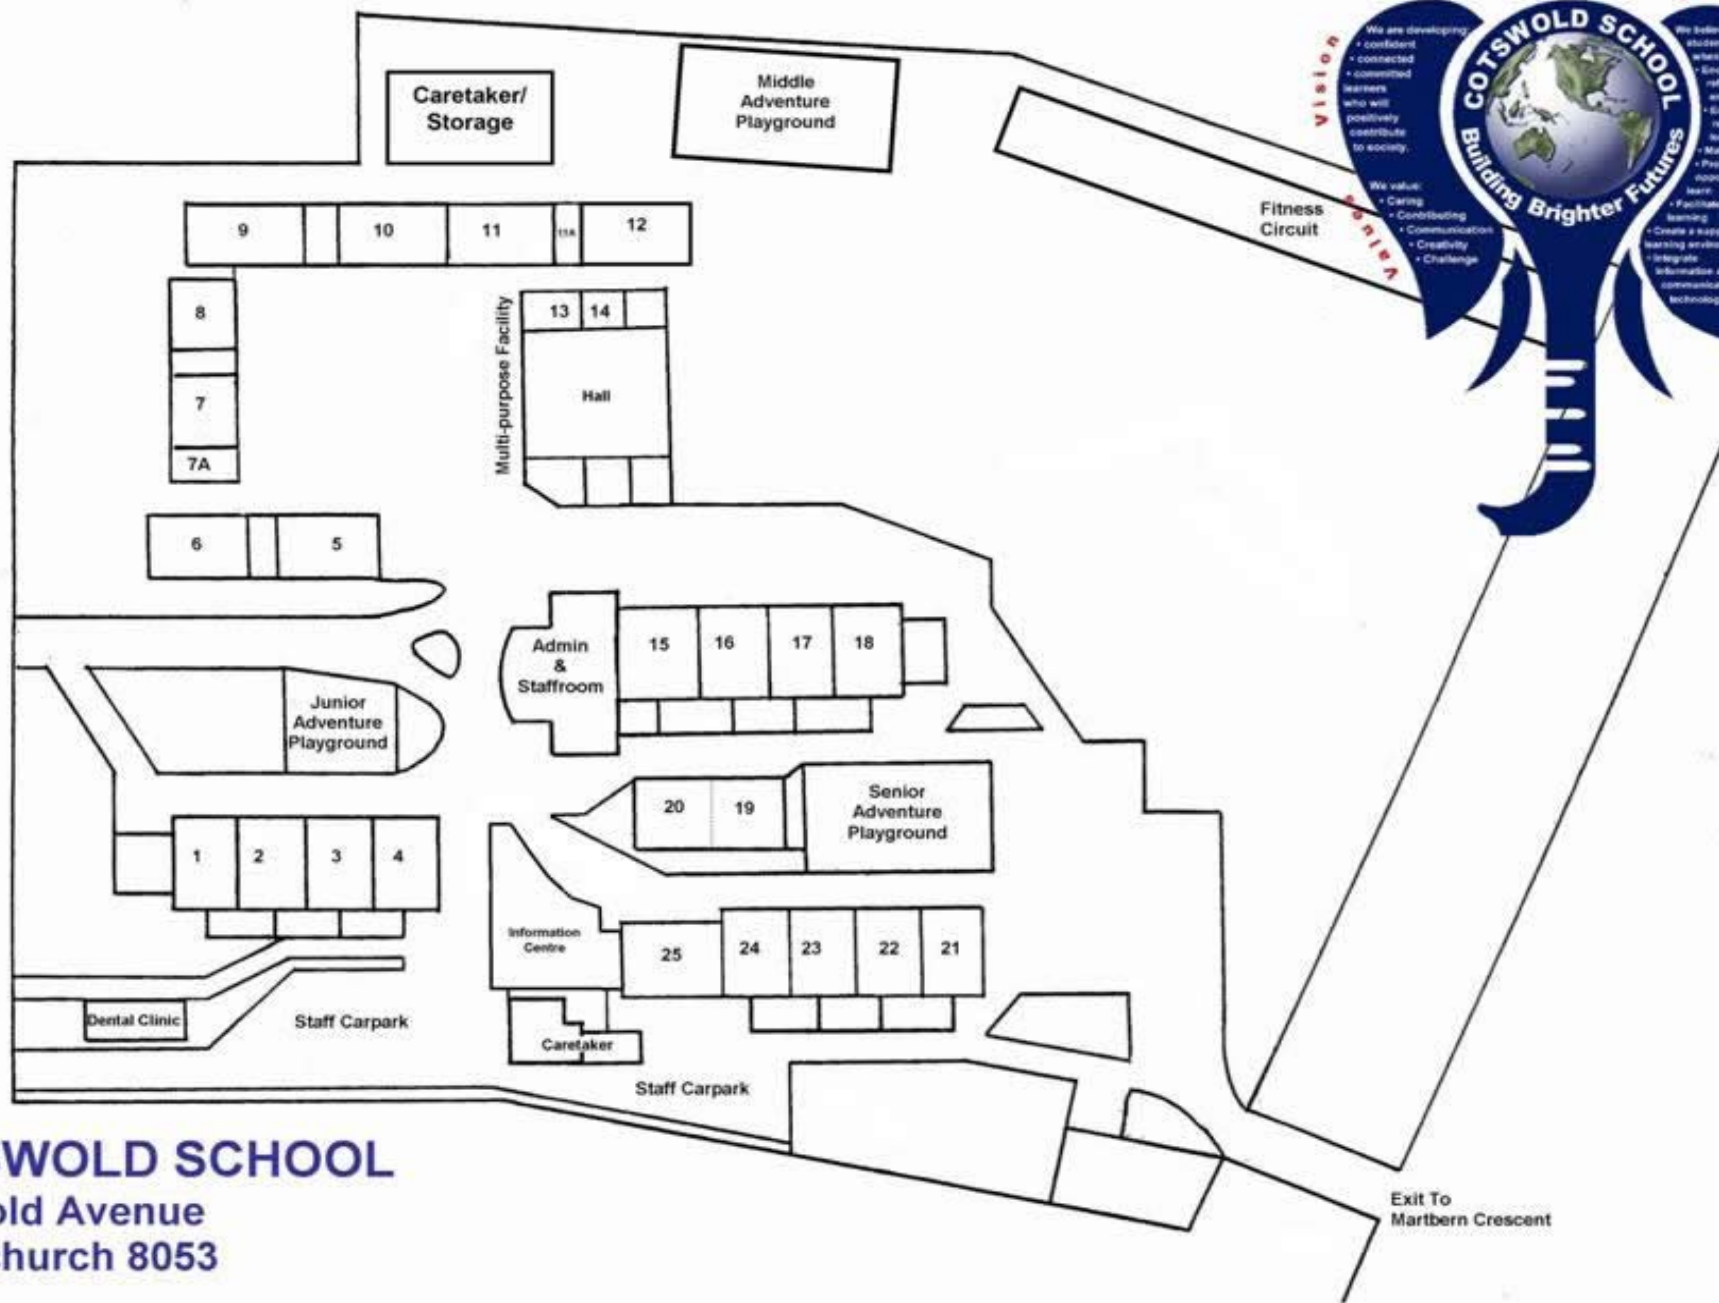 Caretaker/
Storage
Middle
Adventure
Playground
Vision
We are developing:
• confident
• connected
• committed
learners
who will
positively
contribute
to society.
COTSWOLD SCHOOL
Building Brighter Futures
Values
We value:
• Caring
• Contributing
• Communication
• Creativity
• Challenge
learn
learning
Fitness
Circuit
9
10
11
11A
12
8
7
7A
Multi-purpose Facility
13
14
Hall
6
5
Admin
&
Staffroom
15
16
17
18
Junior
Adventure
Playground
20
19
Senior
Adventure
Playground
1
2
3
4
Information
Centre
25
24
23
22
21
Dental Clinic
Staff Carpark
Caretaker
Staff Carpark
WOLD SCHOOL
old Avenue
church 8053
Exit To
Martbern Crescent